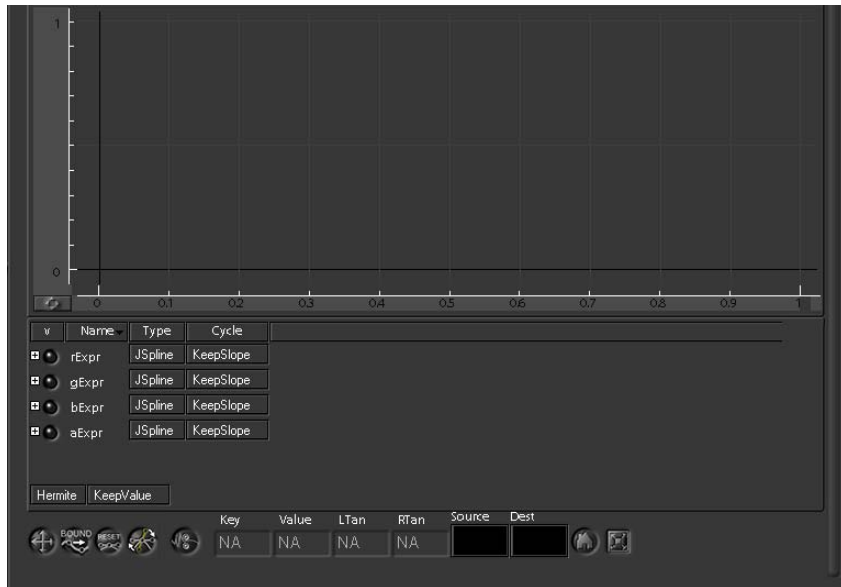 1
0
0 0.1 0.2 0.3 0.4 0.5 0.6 0.7 0.8 0.9 1
v Name Type Cycle
rExpr JSpline KeepSlope
gExpr JSpline KeepSlope
bExpr JSpline KeepSlope
aExpr JSpline KeepSlope
Hermite KeepValue
Key Value LTan RTan Source Dest
BOUND RESET NA NA NA NA